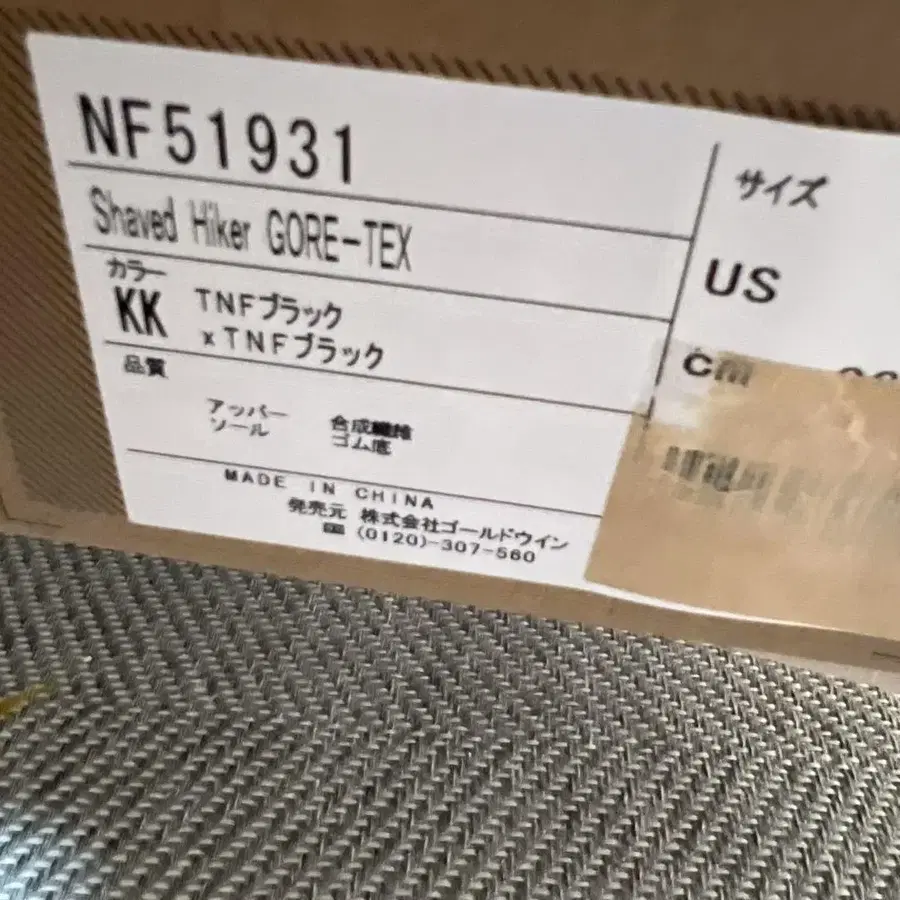 NF51931
Shaved Hiker GORE-TEX
カラー
KK TNFブラック
xTNFブラック
品質
アッパー 合成繊維
ソール ゴム底
MADE IN CHINA
発売元 株式会社ゴールドウイン
(0120)-307-560
サイズ
US
cm